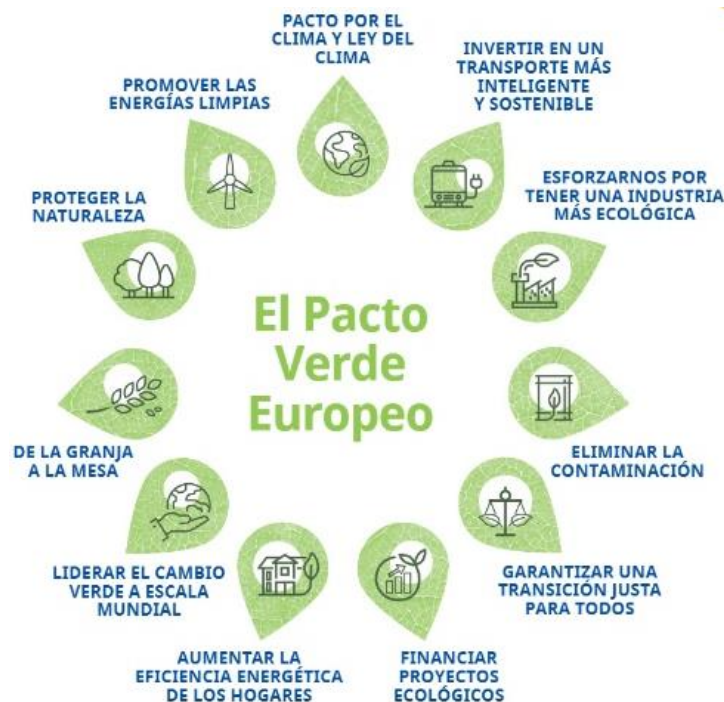 PACTO POR EL
CLIMA Y LEY DEL
CLIMA
INVERTIR EN UN
TRANSPORTE MÁS
INTELIGENTE
Y SOSTENIBLE
ESFORZARNOS POR
TENER UNA INDUSTRIA
MÁS ECOLÓGICA
ELIMINAR LA
CONTAMINACIÓN
GARANTIZAR UNA
TRANSICIÓN JUSTA
PARA TODOS
FINANCIAR
PROYECTOS
ECOLÓGICOS
AUMENTAR LA
EFICIENCIA ENERGÉTICA
DE LOS HOGARES
LIDERAR EL CAMBIO
VERDE A ESCALA
MUNDIAL
DE LA GRANJA
A LA MESA
PROTEGER LA
NATURALEZA
PROMOVER LAS
ENERGÍAS LIMPIAS
El Pacto
Verde
Europeo